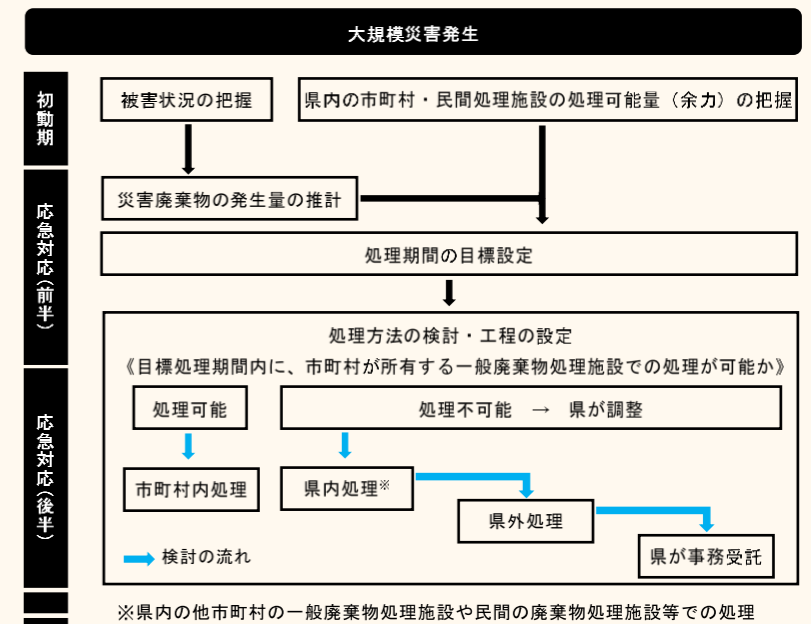 大規模災害発生
初動期
被害状況の把握
県内の市町村・民間処理施設の処理可能量（余力）の把握
応急対応（前半）
災害廃棄物の発生量の推計
処理期間の目標設定
処理方法の検討・工程の設定
《目標処理期間内に、市町村が所有する一般廃棄物処理施設での処理が可能か》
応急対応（後半）
処理可能
処理不可能 → 県が調整
市町村内処理
県内処理※
県外処理
県が事務受託
検討の流れ
※県内の他市町村の一般廃棄物処理施設や民間の廃棄物処理施設等での処理